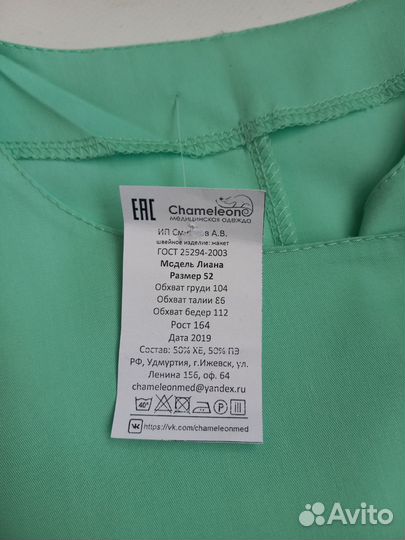 EAC Chameleon
медицинская одежда
ИП А.В.
швейное изделие: жакет
ГОСТ 25294-2003
Модель Лиана
Размер 52
Обхват груди 104
Обхват талии 86
Обхват бедер 112
Рост 164
Дата 2019
Состав: 50% ХБ, 50% ПЭ
РФ, Удмуртия, г.Ижевск, ул.
Ленина 156, оф. 64
chameleonmed@yandex.ru
40°
https://vk.com/chameleonmed
Avito